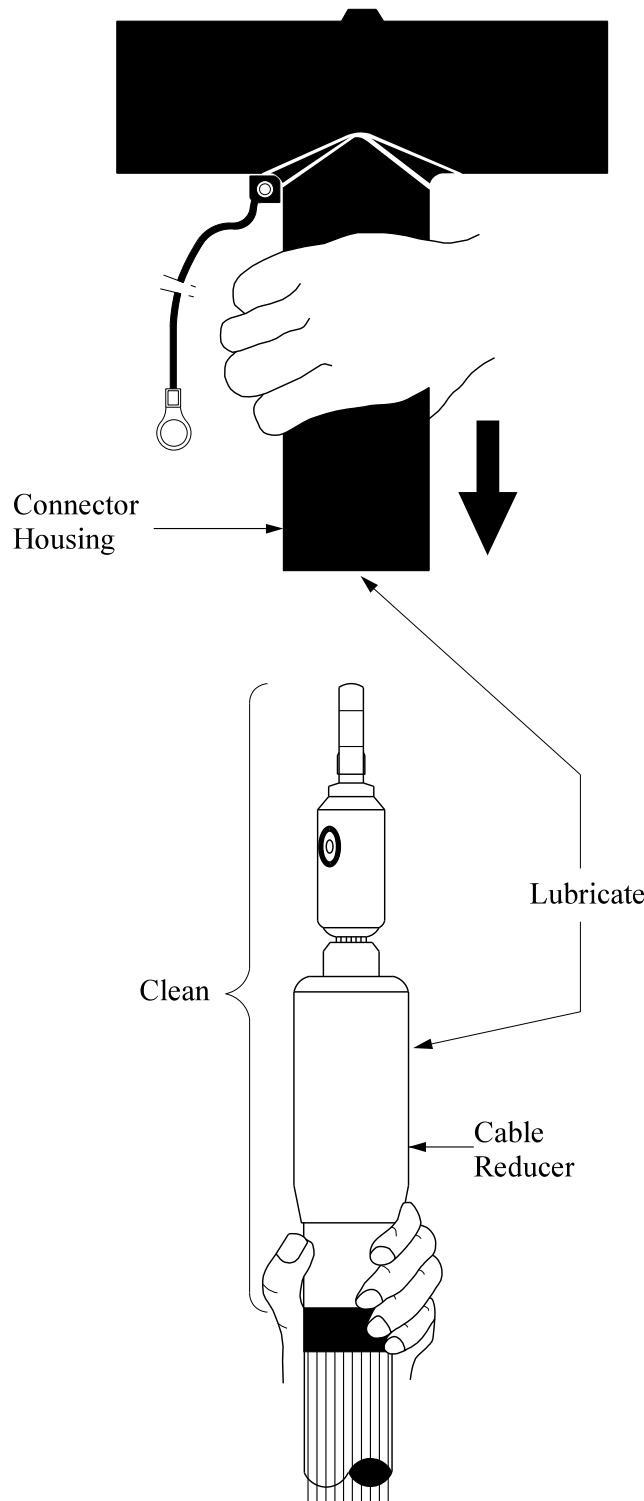 Connector
Housing
Lubricate
Clean
Cable
Reducer